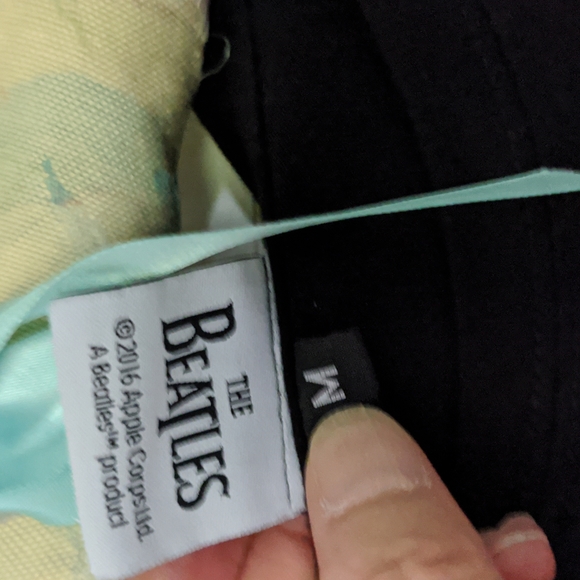 THE
BEATLES
©2016 Apple Corps Ltd.
A Beatles™ product
M